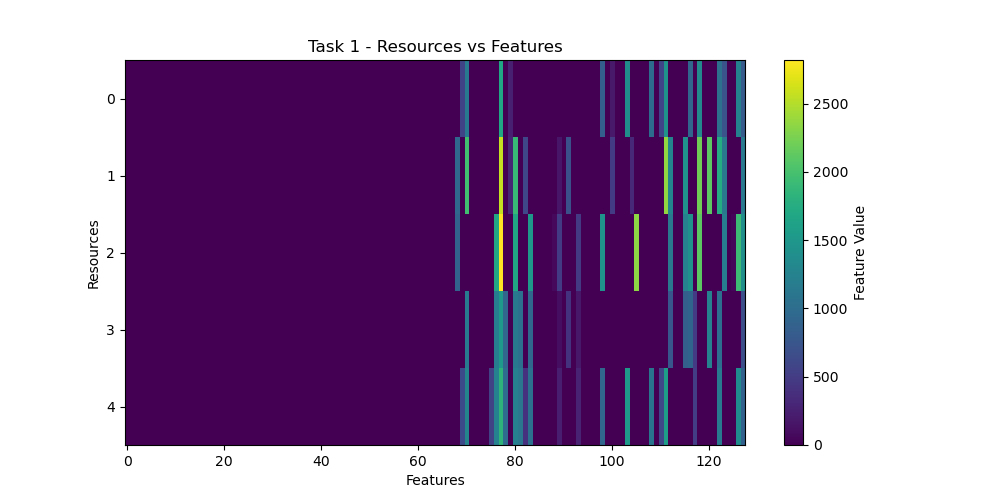 Task 1 - Resources vs Features
Resources
0
1
2
3
4
0 20 40 60 80 100 120
Features
2500
2000
1500
1000
500
0
Feature Value